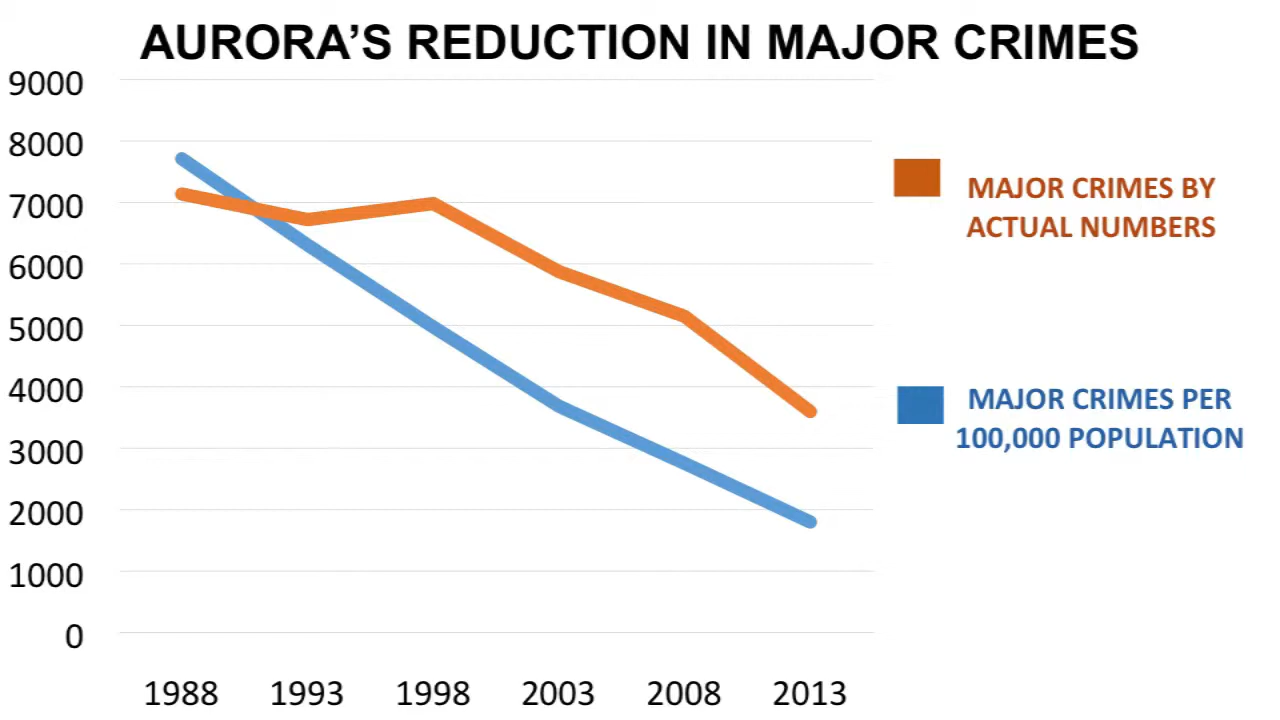 AURORA'S REDUCTION IN MAJOR CRIMES
9000
8000
7000
6000
5000
4000
3000
2000
1000
0
1988 1993 1998 2003 2008 2013
MAJOR CRIMES BY
ACTUAL NUMBERS
MAJOR CRIMES PER
100,000 POPULATION